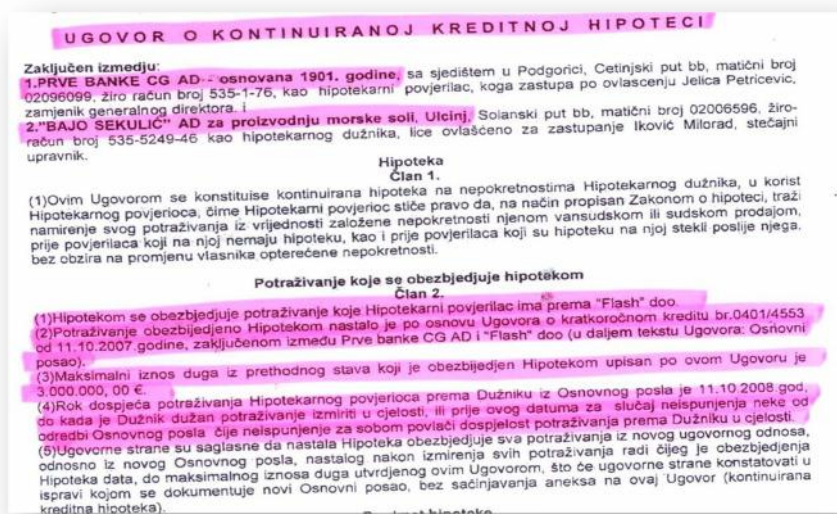 UGOVOR O KONTINUIRANOJ KREDITNOJ HIPOTECI
Zaključen izmedju:
1.PRVE BANKE CG AD - osnovana 1901. godine, sa sjedištem u Podgorici, Cetinjski put bb, matični broj
02096099, žiro račun broj 535-1-76, kao hipotekarni povjerilac, koga zastupa po ovlascenju Jelica Petricevic,
zamjenik generalnog direktora. i
2."BAJO SEKULIĆ" AD za proizvodnju morske soli, Ulcinj, Solanski put bb, matični broj 02006596, žiro-
račun broj 535-5249-46 kao hipotekarnog dužnika, lice ovlašćeno za zastupanje Iković Milorad, stečajni
upravnik.
Hipoteka
Član 1.
(1)Ovim Ugovorom se konstituise kontinuirana hipoteka na nepokretnostima Hipotekarnog dužnika, u korist
Hipotekarnog povjerioca, čime Hipotekarni povjerioc stiče pravo da, na način propisan Zakonom o hipoteci, traži
namirenje svog potraživanja iz vrijednosti založene nepokretnosti njenom vansudskom ili sudskom prodajom,
prije povjerilaca koji na njoj nemaju hipoteku, kao i prije povjerilaca koji su hipoteku na njoj stekli poslije njega,
bez obzira na promjenu vlasnika opterećene nepokretnosti.
Potraživanje koje se obezbjedjuje hipotekom
Član 2.
(1)Hipotekom se obezbjedjuje potraživanje koje Hipotekarni povjerilac ima prema "Flash" doo.
(2)Potraživanje obezbijedjeno Hipotekom nastalo je po osnovu Ugovora o kratkoročnom kreditu br.0401/4553
od 11.10.2007.godine, zaključenom između Prve banke CG AD i "Flash" doo (u daljem tekstu Ugovora: Osnovni
posao).
(3)Maksimalni iznos duga iz prethodnog stava koji je obezbijedjen Hipotekom upisan po ovom Ugovoru je
3.000.000, 00 €.
(4)Rok dospjeća potraživanja Hipotekarnog povjerioca prema Dužniku iz Osnovnog posla je 11.10.2008.god,
do kada je Dužnik dužan potraživanje izmiriti u cjelosti, ili prije ovog datuma za slučaj neispunjenja neke od
odredbi Osnovnog posla čije neispunjenje za sobom povlači dospjelost potraživanja prema Dužniku u cjelosti.
(5)Ugovorne strane su saglasne da nastala Hipoteka obezbjedjuje sva potraživanja iz novog ugovornog odnosa,
odnosno iz novog Osnovnog posla, nastalog nakon izmirenja svih potraživanja radi čijeg je obezbjedjenja
Hipoteka data, do maksimalnog iznosa duga utvrdjenog ovim Ugovorom, što će ugovorne strane konstatovati u
ispravi kojom se dokumentuje novi Osnovni posao, bez sačinjavanja aneksa na ovaj Ugovor (kontinuirana
kreditna hipoteka).